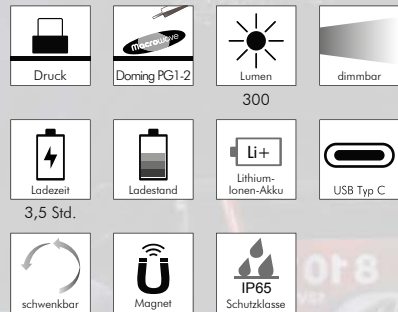 macrowave
Druck
Doming PG1-2
Lumen
dimmbar
300
Li+
Ladezeit
Ladestand
Lithium-
Ionen-Akku
USB Typ C
3,5 Std.
IP65
schwenkbar
Magnet
Schutzklasse